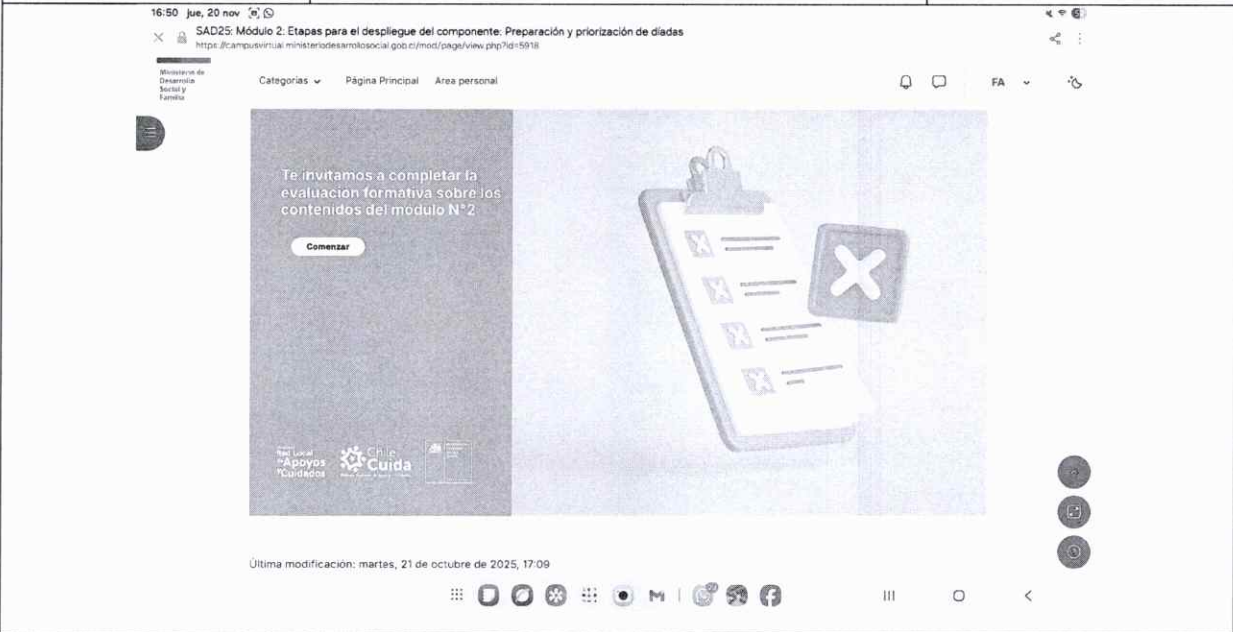 16:50 jue, 20 nov
SAD25: Módulo 2: Etapas para el despliegue del componente: Preparación y priorización de díadas
https://campusvirtual.ministeriodesarrollosocial.gob.cl/mod/page/view.php?id=5918
Ministerio de
Desarrollo
Social y
Familia
Categorías
Página Principal
Área personal
FA
Te invitamos a completar la
evaluación formativa sobre los
contenidos del módulo N°2
Comenzar
Red Local
de Apoyos
y Cuidados
Chile
Cuida
Última modificación: martes, 21 de octubre de 2025, 17:09